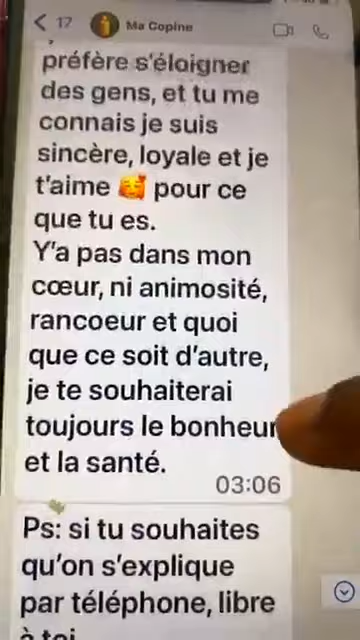 17
Ma Copine
préfère s'éloigner
des gens, et tu me
connais je suis
sincère, loyale et je
t'aime 🥰 pour ce
que tu es.
Y'a pas dans mon
cœur, ni animosité,
rancoeur et quoi
que ce soit d'autre,
je te souhaiterai
toujours le bonheur
et la santé.
03:06
Ps: si tu souhaites
qu'on s'explique
par téléphone, libre
à toi